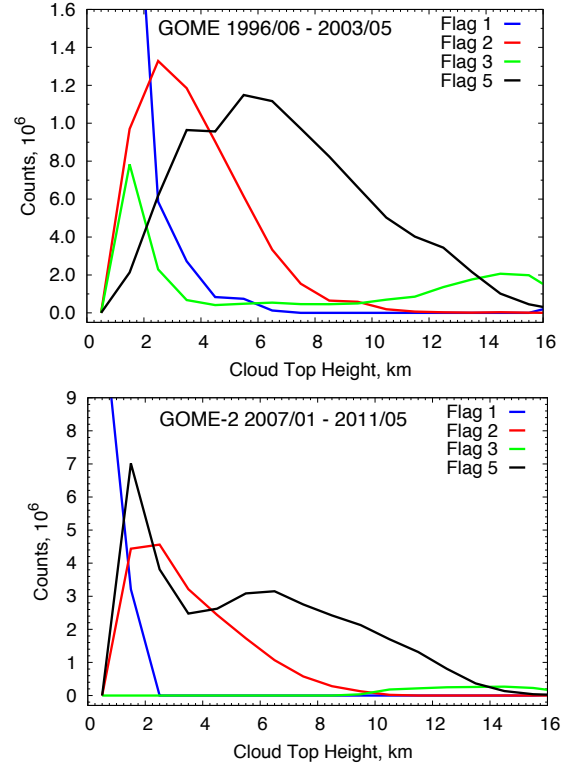 GOME 1996/06 - 2003/05
Flag 1
Flag 2
Flag 3
Flag 5
Counts, 10^6
1.6
1.4
1.2
1.0
8.0
6.0
4.0
2.0
0.0
0 2 4 6 8 10 12 14 16
Cloud Top Height, km
GOME-2 2007/01 - 2011/05
Flag 1
Flag 2
Flag 3
Flag 5
Counts, 10^6
9
8
7
6
5
4
3
2
1
0
0 2 4 6 8 10 12 14 16
Cloud Top Height, km